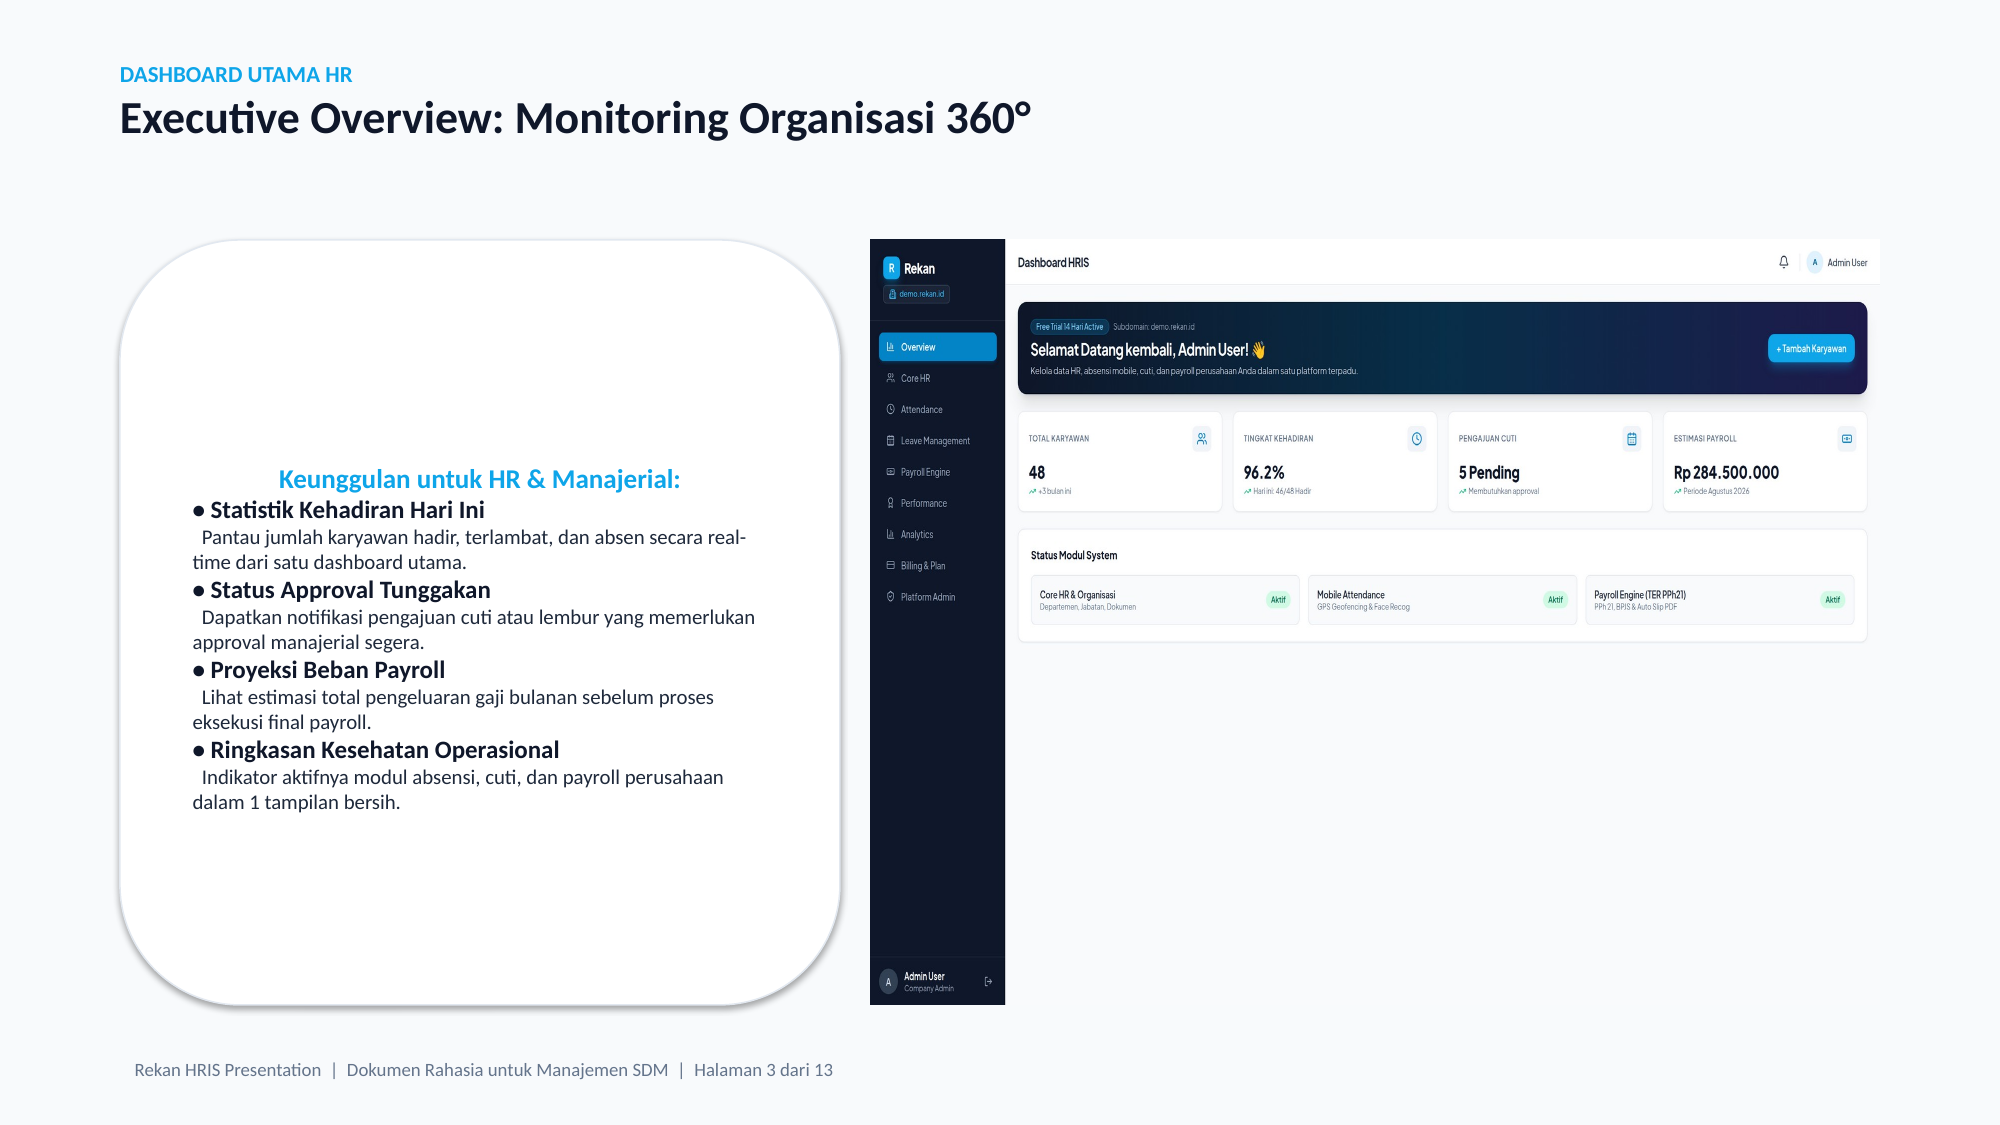 DASHBOARD UTAMA HR
Executive Overview: Monitoring Organisasi 360°
Keunggulan untuk HR & Manajerial:
● Statistik Kehadiran Hari Ini
Pantau jumlah karyawan hadir, terlambat, dan absen secara real-
time dari satu dashboard utama.
● Status Approval Tunggakan
Dapatkan notifikasi pengajuan cuti atau lembur yang memerlukan
approval manajerial segera.
● Proyeksi Beban Payroll
Lihat estimasi total pengeluaran gaji bulanan sebelum proses
eksekusi final payroll.
● Ringkasan Kesehatan Operasional
Indikator aktifnya modul absensi, cuti, dan payroll perusahaan
dalam 1 tampilan bersih.
R Rekan
demo.rekan.id
Overview
Core HR
Attendance
Leave Management
Payroll Engine
Performance
Analytics
Billing & Plan
Platform Admin
A Admin User
Company Admin
Dashboard HRIS
A Admin User
Free Trial 14 Hari Active Subdomain: demo.rekan.id
Selamat Datang kembali, Admin User! 👋
Kelola data HR, absensi mobile, cuti, dan payroll perusahaan Anda dalam satu platform terpadu.
+ Tambah Karyawan
TOTAL KARYAWAN
48
+3 bulan ini
TINGKAT KEHADIRAN
96.2%
Hari ini: 46/48 Hadir
PENGAJUAN CUTI
5 Pending
Membutuhkan approval
ESTIMASI PAYROLL
Rp 284.500.000
Periode Agustus 2026
Status Modul System
Core HR & Organisasi
Departemen, Jabatan, Dokumen
Aktif
Mobile Attendance
GPS Geofencing & Face Recog
Aktif
Payroll Engine (TER PPh21)
PPh 21, BPJS & Auto Slip PDF
Aktif
Rekan HRIS Presentation | Dokumen Rahasia untuk Manajemen SDM | Halaman 3 dari 13